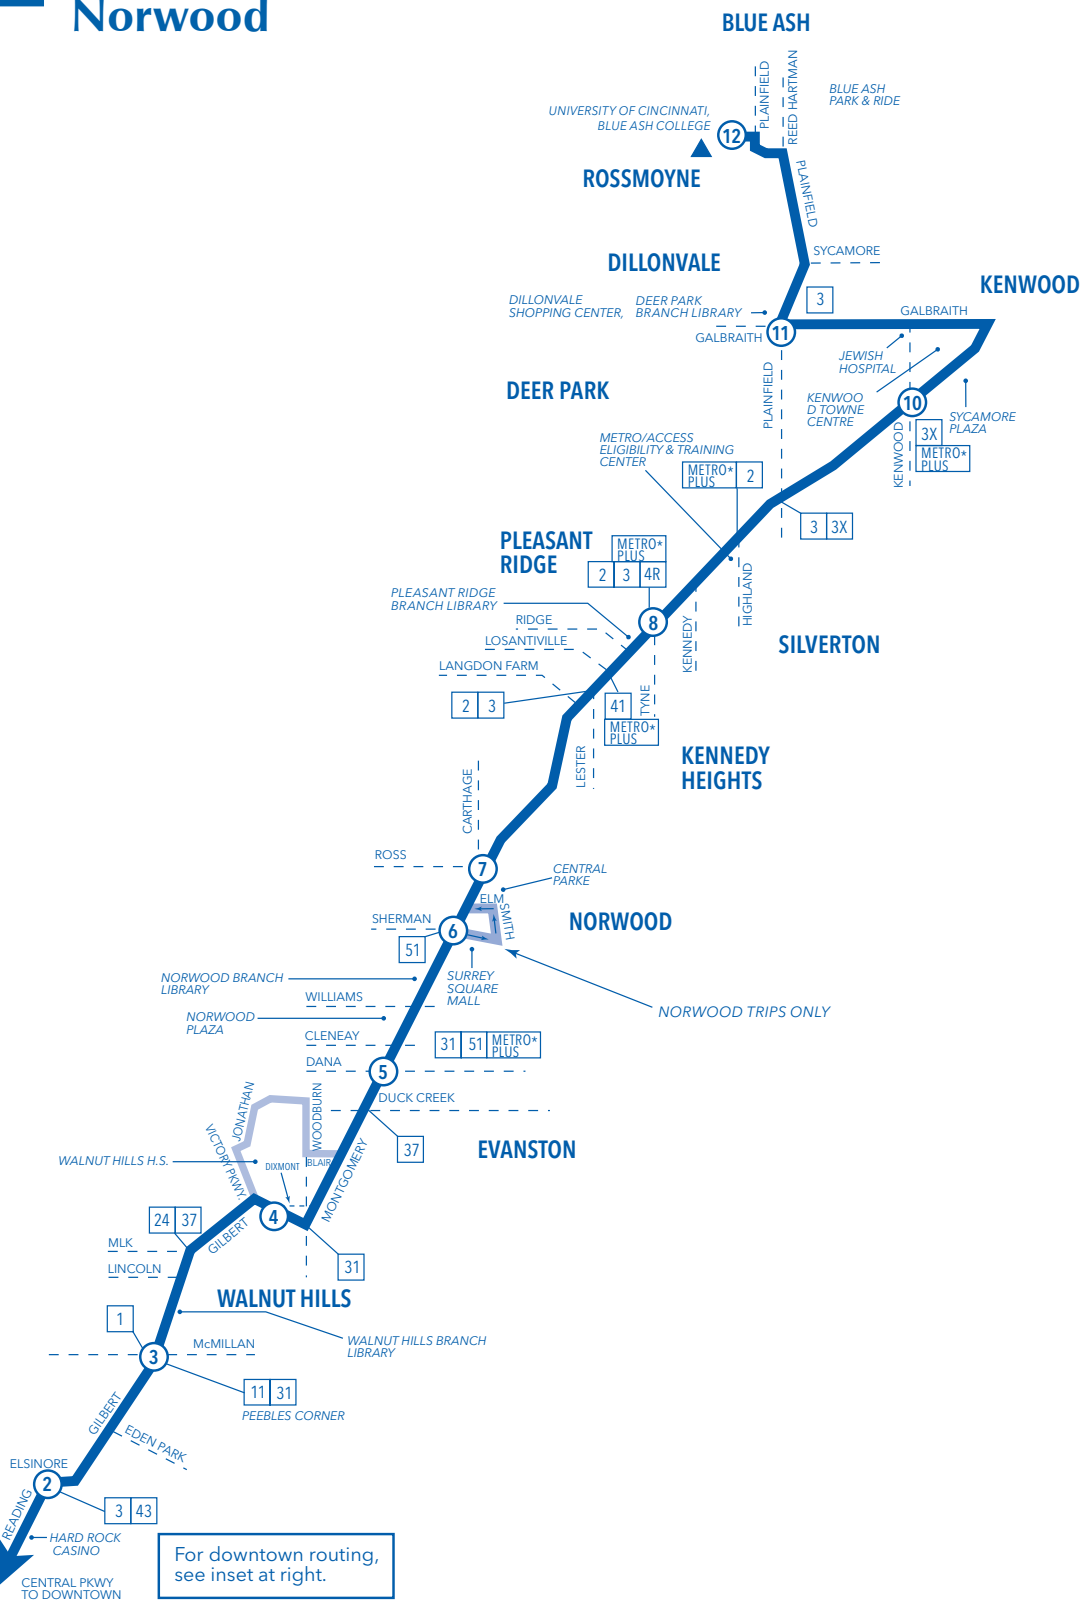 Norwood
BLUE ASH
PLAINFIELD
REED HARTMAN
BLUE ASH
PARK & RIDE
UNIVERSITY OF CINCINNATI,
BLUE ASH COLLEGE
12
ROSSMOYNE
PLAINFIELD
SYCAMORE
DILLONVALE
KENWOOD
DILLONVALE
SHOPPING CENTER,
DEER PARK
BRANCH LIBRARY
3
GALBRAITH
GALBRAITH
11
JEWISH
HOSPITAL
DEER PARK
PLAINFIELD
KENWOO
D TOWNE
CENTRE
10
SYCAMORE
PLAZA
KENWOOD
3X
METRO*
PLUS
METRO/ACCESS
ELIGIBILITY & TRAINING
CENTER
METRO*
PLUS
2
3
3X
PLEASANT
RIDGE
METRO*
PLUS
2
3
4R
HIGHLAND
PLEASANT RIDGE
BRANCH LIBRARY
8
KENNEDY
SILVERTON
RIDGE
LOSANTIVILLE
LANGDON FARM
2
3
41
METRO*
PLUS
TYNE
LESTER
KENNEDY
HEIGHTS
CARTHAGE
ROSS
7
CENTRAL
PARKE
ELM
SMITH
NORWOOD
SHERMAN
6
51
SURREY
SQUARE
MALL
NORWOOD BRANCH
LIBRARY
WILLIAMS
NORWOOD TRIPS ONLY
NORWOOD
PLAZA
CLENEAY
31
51
METRO*
PLUS
DANA
5
DUCK CREEK
JONATHAN
WOODBURN
37
EVANSTON
VICTORY PKWY.
WALNUT HILLS H.S.
DIXMONT
BLAIR
MONTGOMERY
4
24
37
GILBERT
MLK
LINCOLN
31
WALNUT HILLS
1
McMILLAN
WALNUT HILLS BRANCH
LIBRARY
3
11
31
PEEBLES CORNER
GILBERT
EDEN PARK
ELSINORE
2
3
43
READING
HARD ROCK
CASINO
For downtown routing,
see inset at right.
CENTRAL PKWY
TO DOWNTOWN